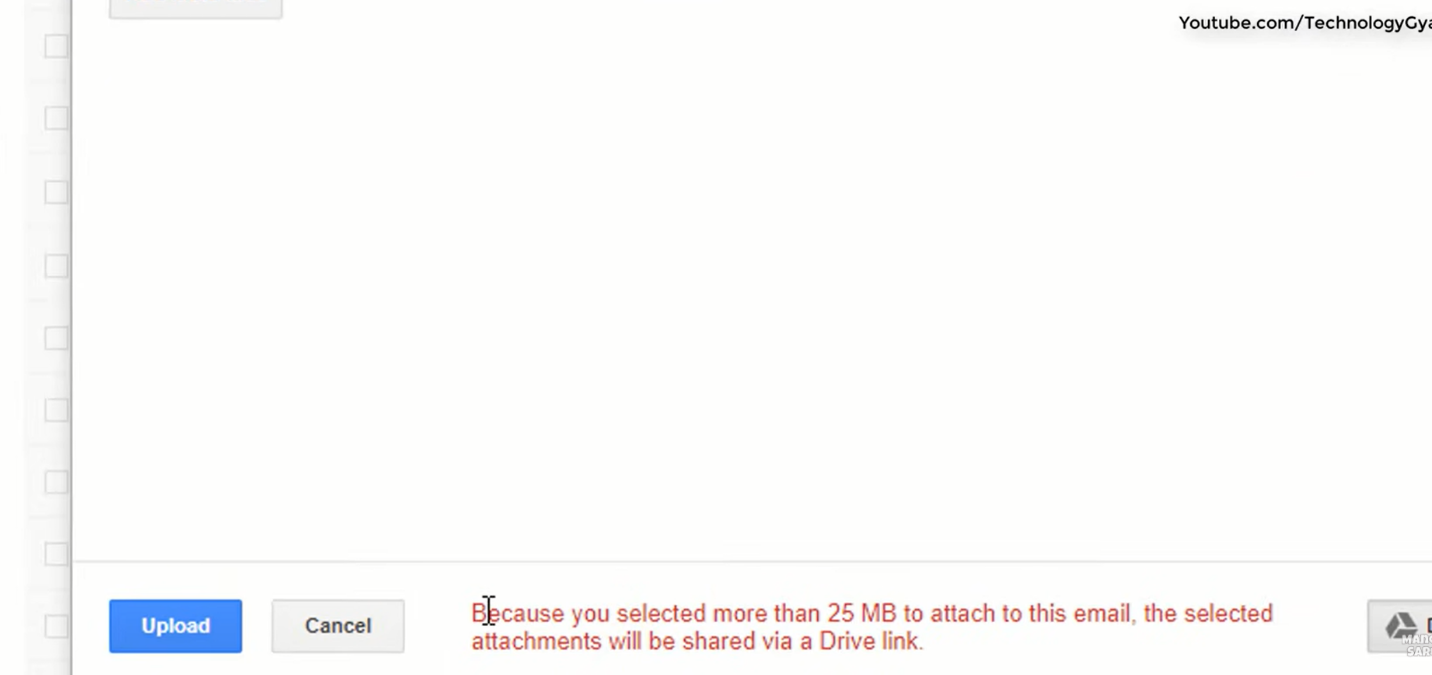 Youtube.com/TechnologyGya
Upload
Cancel
Because you selected more than 25 MB to attach to this email, the selected
attachments will be shared via a Drive link.